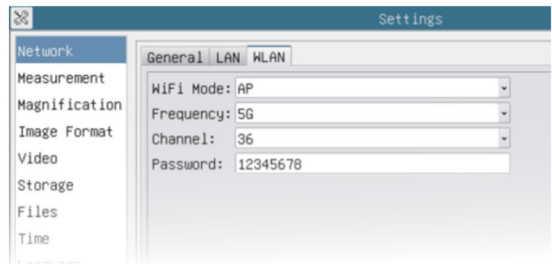 Settings
Network
Measurement
Magnification
Image Format
Video
Storage
Files
Time
General LAN WLAN
WiFi Mode: AP
Frequency: 5G
Channel: 36
Password: 12345678